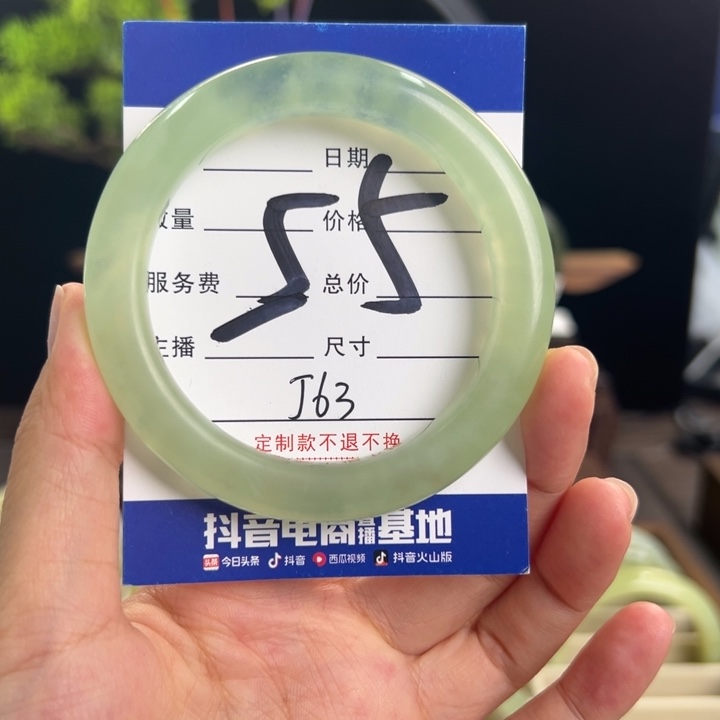 日期
数量 价格
55
服务费 总价
主播 尺寸
J63
定制款不退不换
抖音电商直播基地
头条 今日头条 抖音 西瓜视频 抖音火山版